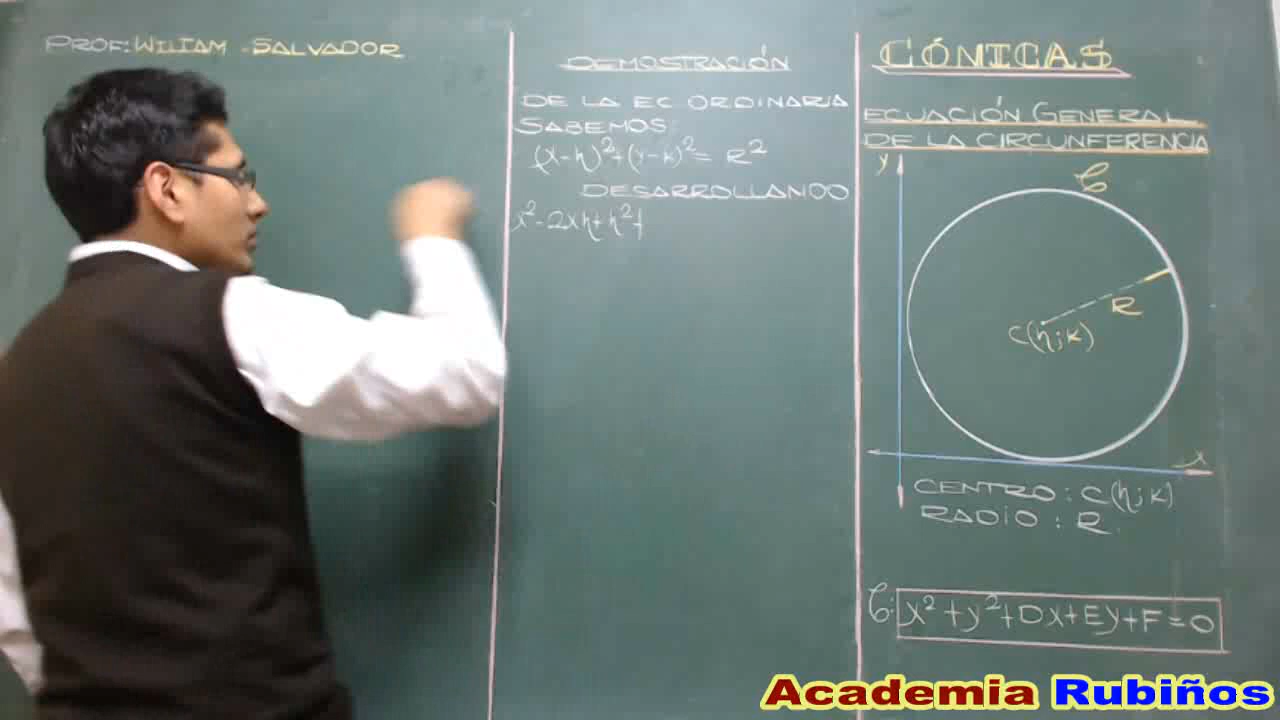 PROF: WILIAM SALVADOR
DEMOSTRACIÓN
DE LA EC ORDINARIA
SABEMOS
(x-h)²+(y-k)²= R²
DESARROLLANDO
x²-2xh+h²+
CÓNICAS
ECUACIÓN GENERAL
DE LA CIRCUNFERENCIA
y
C
R
C(h;k)
x
CENTRO: C(h;k)
RADIO: R
C: x²+y²+Dx+Ey+F=0
Academia Rubiños